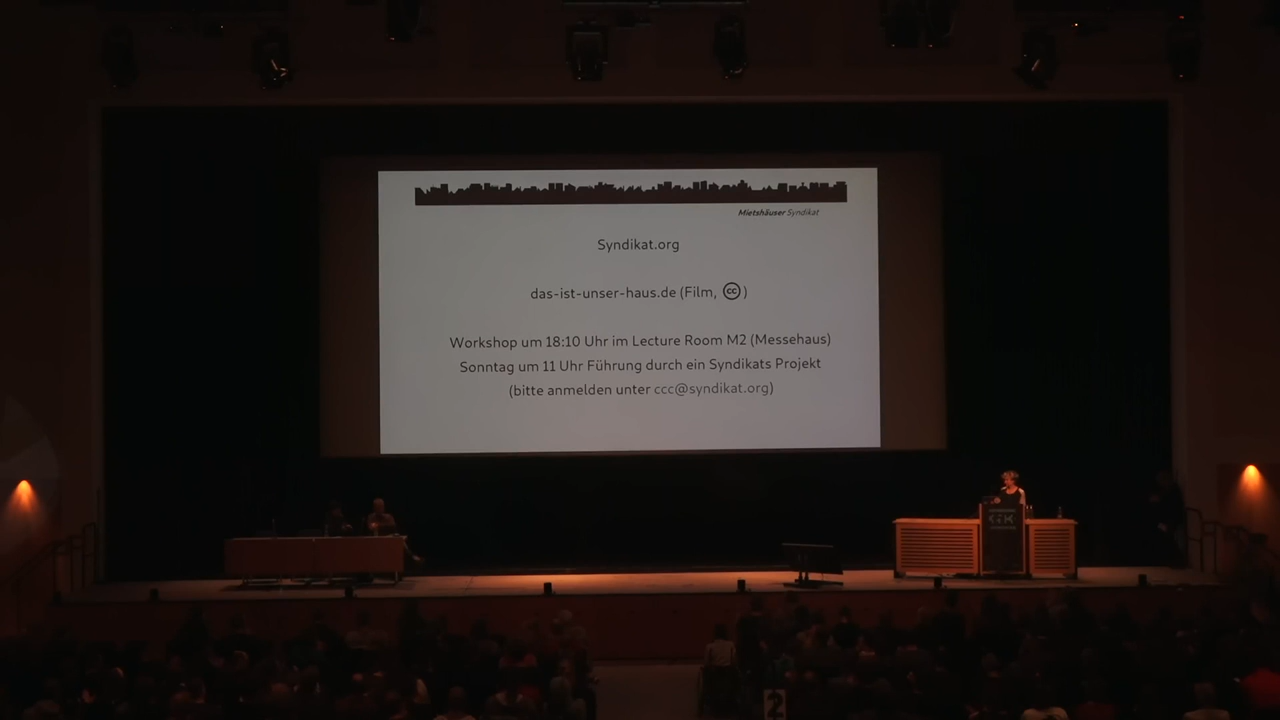 Mietshäuser Syndikat
Syndikat.org
das-ist-unser-haus.de (Film, cc)
Workshop um 18:10 Uhr im Lecture Room M2 (Messehaus)
Sonntag um 11 Uhr Führung durch ein Syndikats Projekt
(bitte anmelden unter ccc@syndikat.org)
2